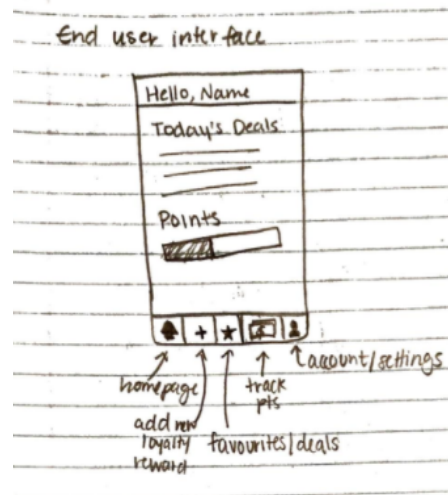 End user interface
Hello, Name
Today's Deals
Points
homepage
add new
loyalty
reward
favourites/deals
track
pts
account/settings